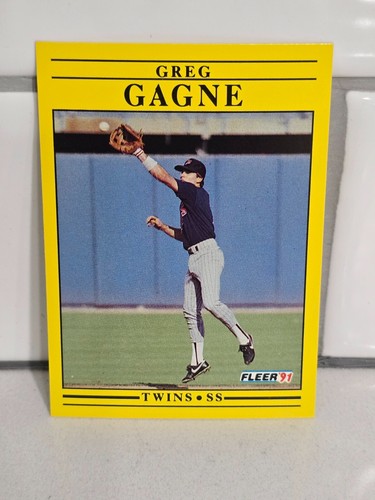 GREG
GAGNE
FLEER '91
TWINS • SS